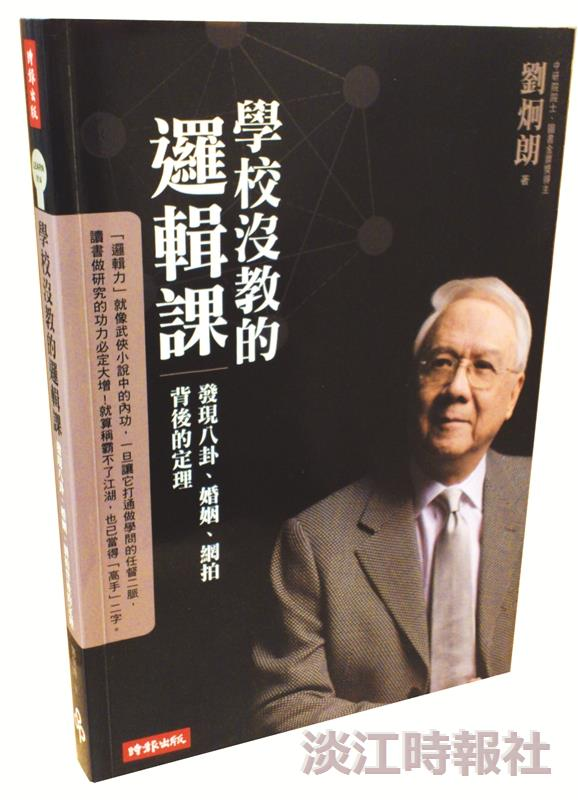 學校沒教的
邏輯課
發現八卦、婚姻、網拍
背後的定理
中研院院士、圖書金鼎獎得主
劉炯朗 著
「邏輯力」就像武俠小說中的內功，一旦讓它打通做學問的任督二脈，
讀書做研究的功力必定大增！就算稱霸不了江湖，也已當得「高手」二字。
時報出版
時報出版
學校沒教的邏輯課
淡江時報社